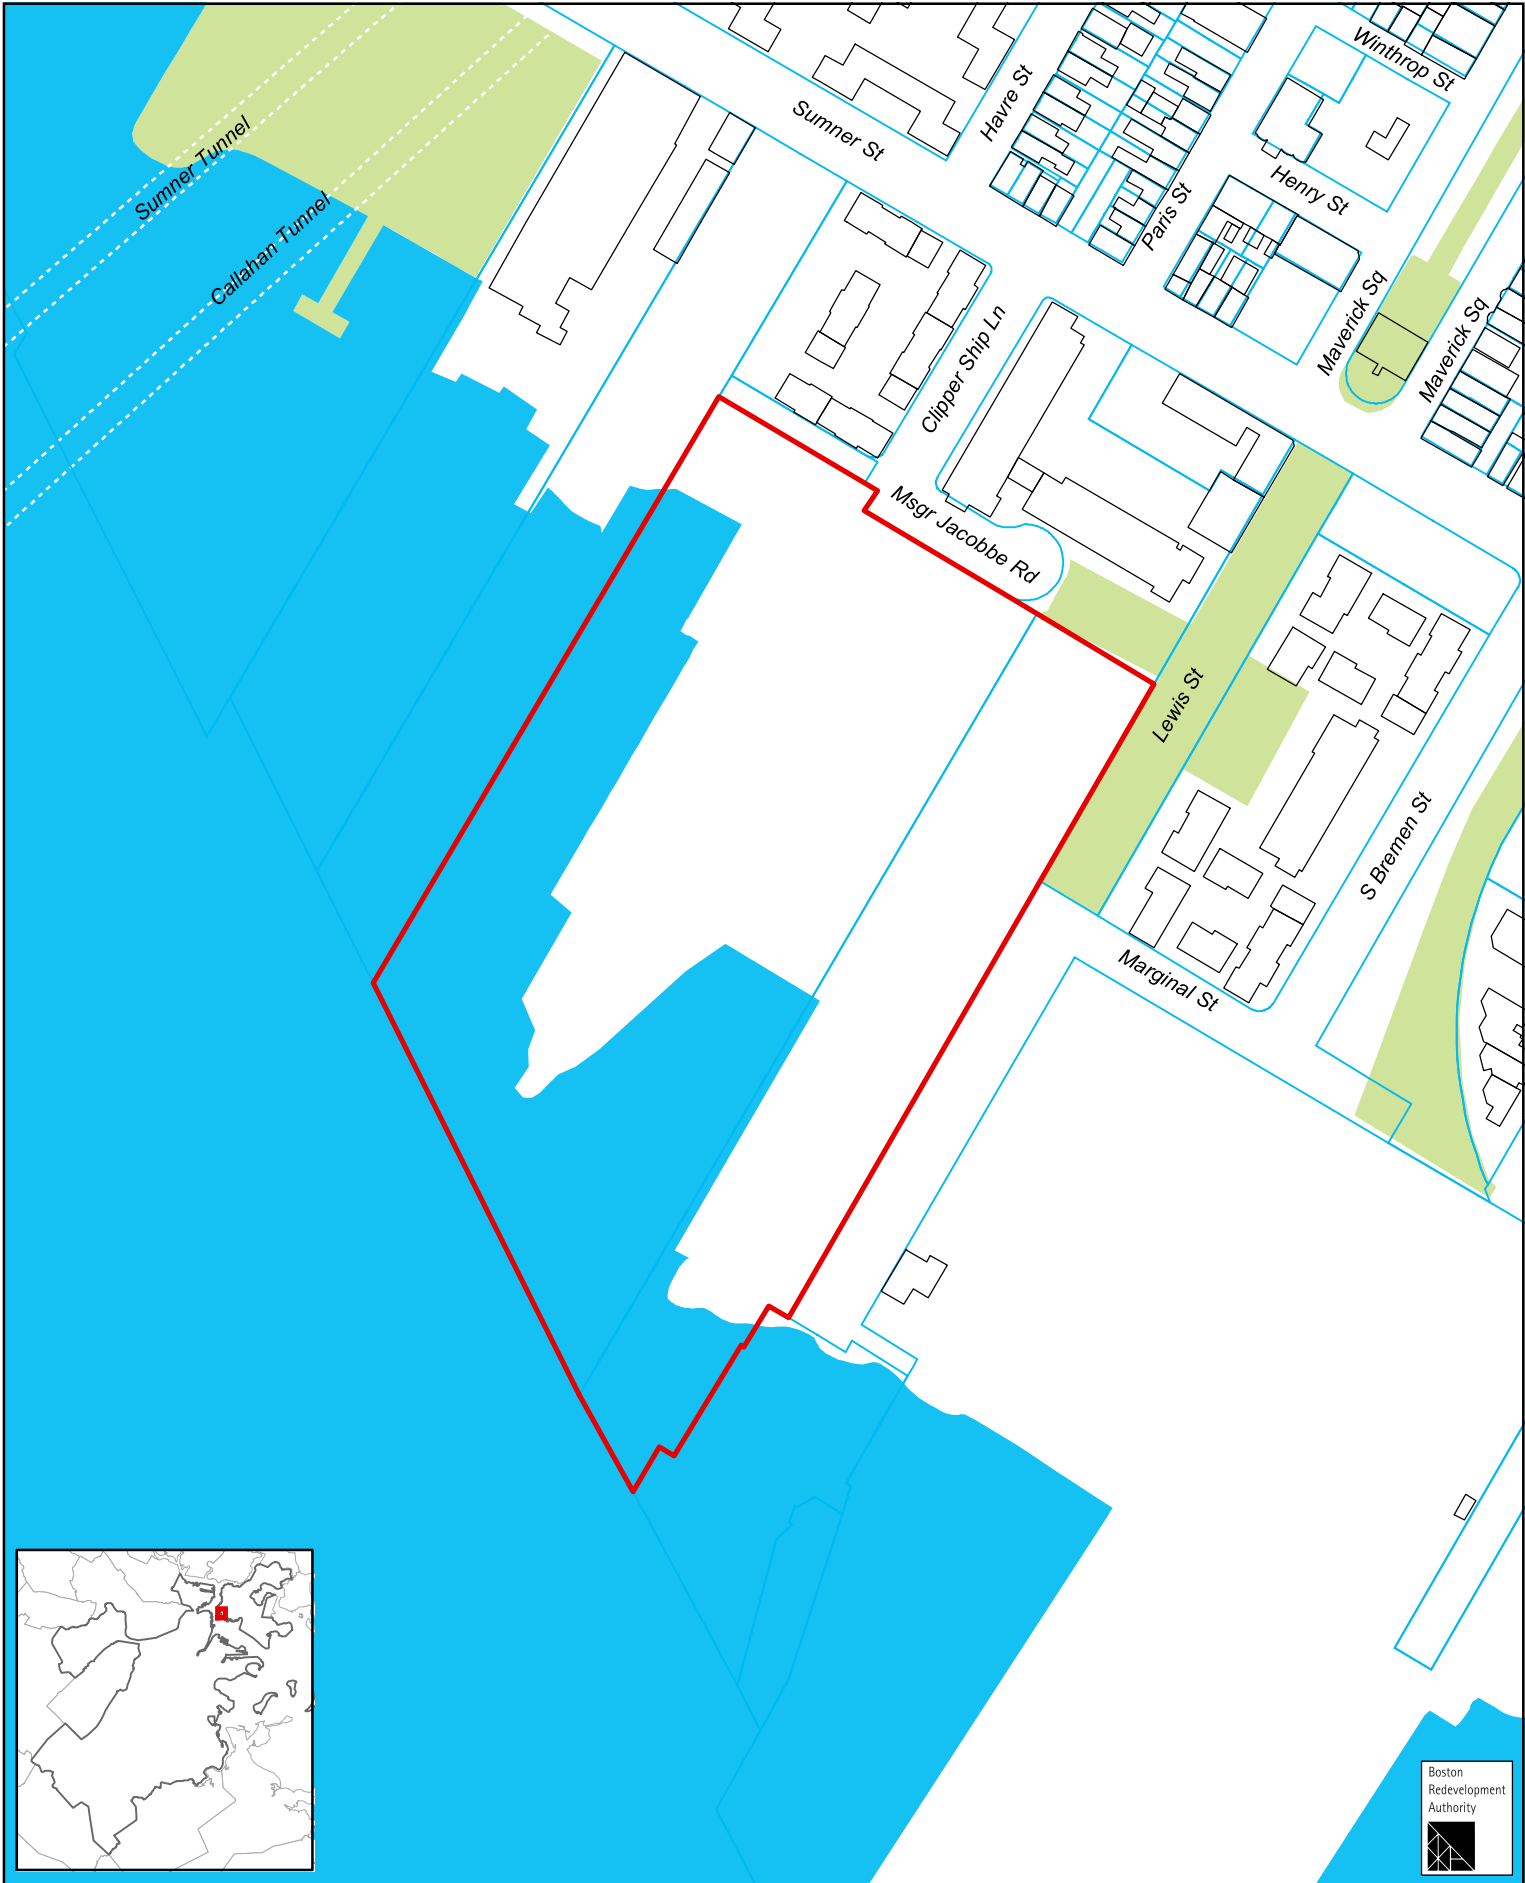 Winthrop St
Sumner St
Havre St
Sumner Tunnel
Henry St
Paris St
Callahan Tunnel
Maverick Sq
Maverick Sq
Clipper Ship Ln
Msgr Jacobbe Rd
Lewis St
S Bremen St
Marginal St
Boston
Redevelopment
Authority